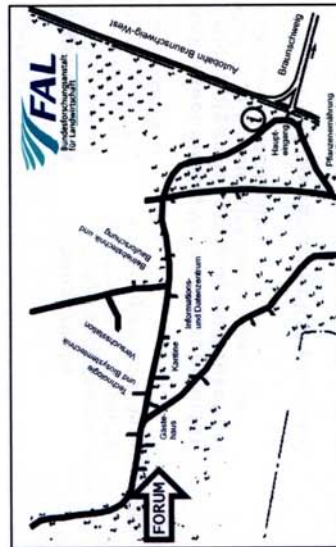 FAL
Bundesforschungsanstalt
für Landwirtschaft
Autobahn Braunschweig-West
Braunschweig
i
Haupt-
eingang
Pflanzenernährung
Betriebstechnik und
Bauforschung
Informations-
und Datenzentrum
Technologie
und Biosystemtechnik
Versuchsstation
Kantine
Gäste-
haus
FORUM